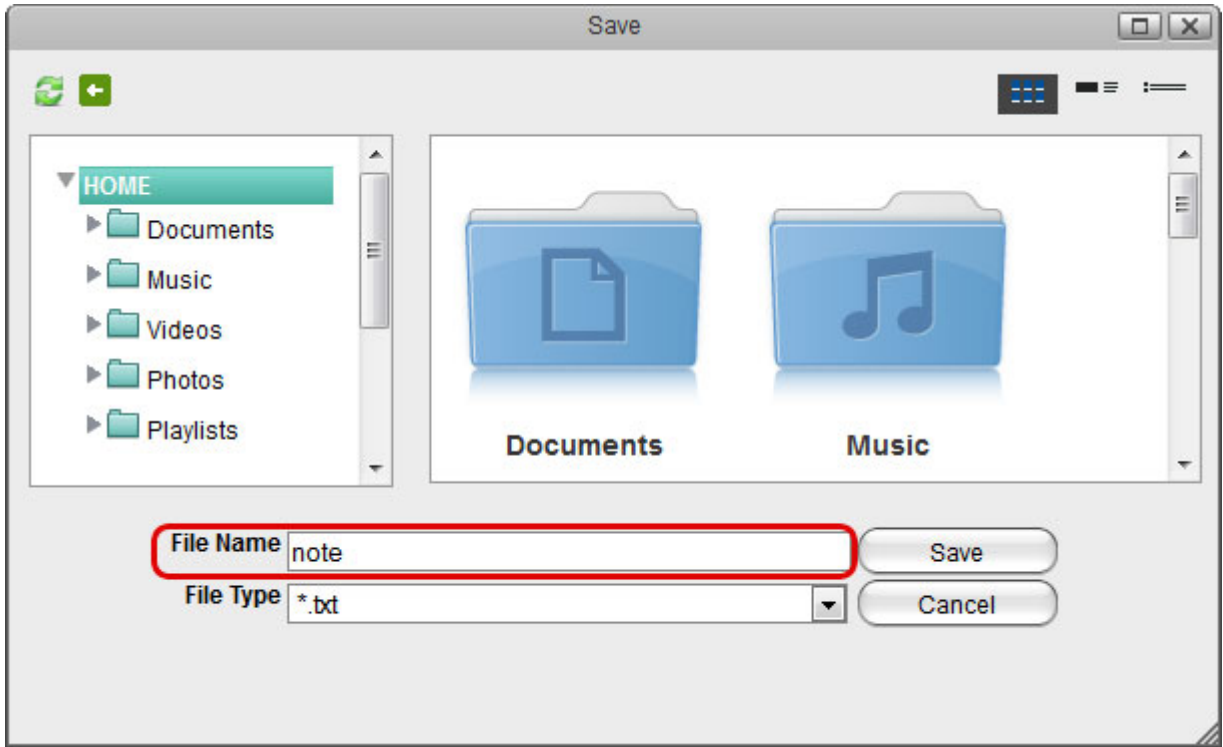 Save
HOME
Documents
Music
Videos
Photos
Playlists
Documents
Music
File Name
note
Save
File Type
*.txt
Cancel